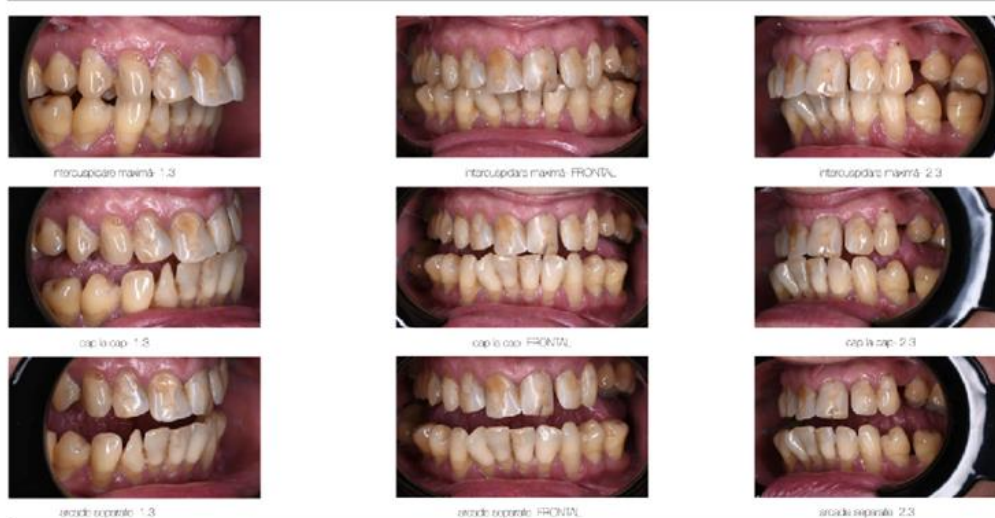 intercuspidare maximă- 1.3
intercuspidare maximă- FRONTAL
intercuspidare maximă- 2.3
cap la cap- 1.3
cap la cap- FRONTAL
cap la cap- 2.3
arcade separate- 1.3
arcade separate- FRONTAL
arcade separate- 2.3